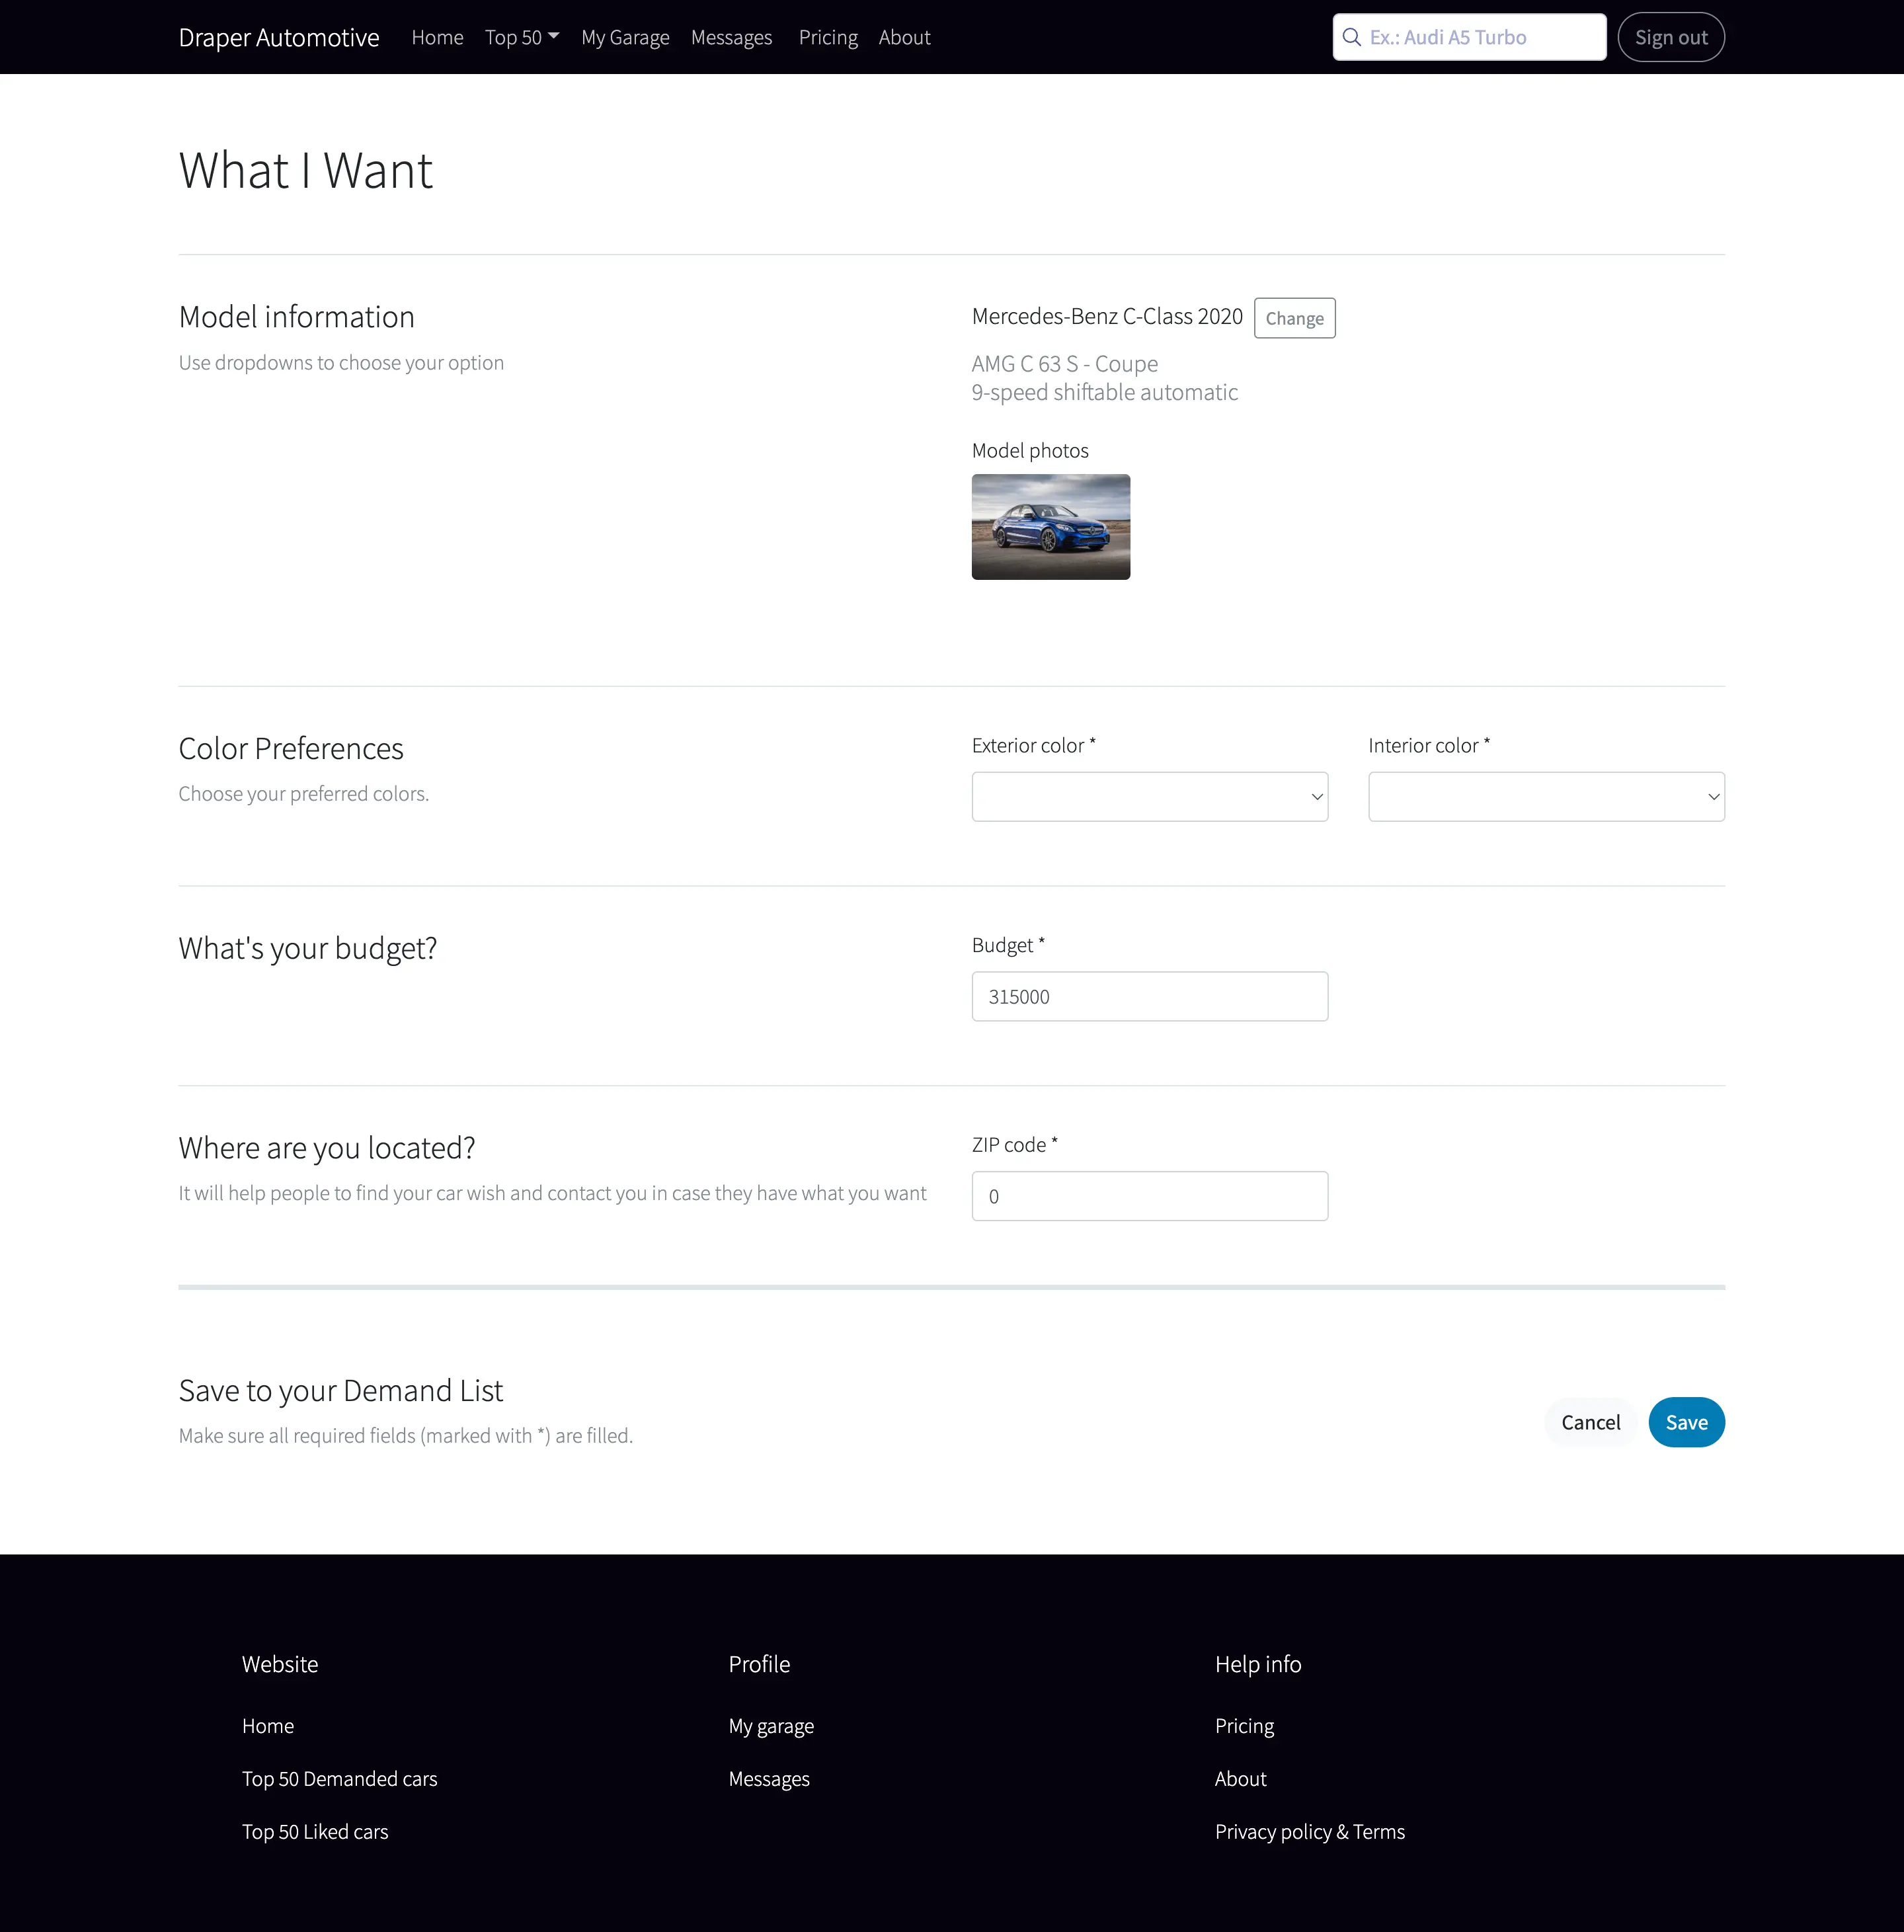 Draper Automotive Home Top 50 My Garage Messages Pricing About Ex.: Audi A5 Turbo Sign out
What I Want
Model information
Use dropdowns to choose your option
Mercedes-Benz C-Class 2020 Change
AMG C 63 S - Coupe
9-speed shiftable automatic
Model photos
Color Preferences
Choose your preferred colors.
Exterior color * Interior color *
What's your budget?
Budget *
315000
Where are you located?
It will help people to find your car wish and contact you in case they have what you want
ZIP code *
0
Save to your Demand List
Make sure all required fields (marked with *) are filled.
Cancel Save
Website
Home
Top 50 Demanded cars
Top 50 Liked cars
Profile
My garage
Messages
Help info
Pricing
About
Privacy policy & Terms